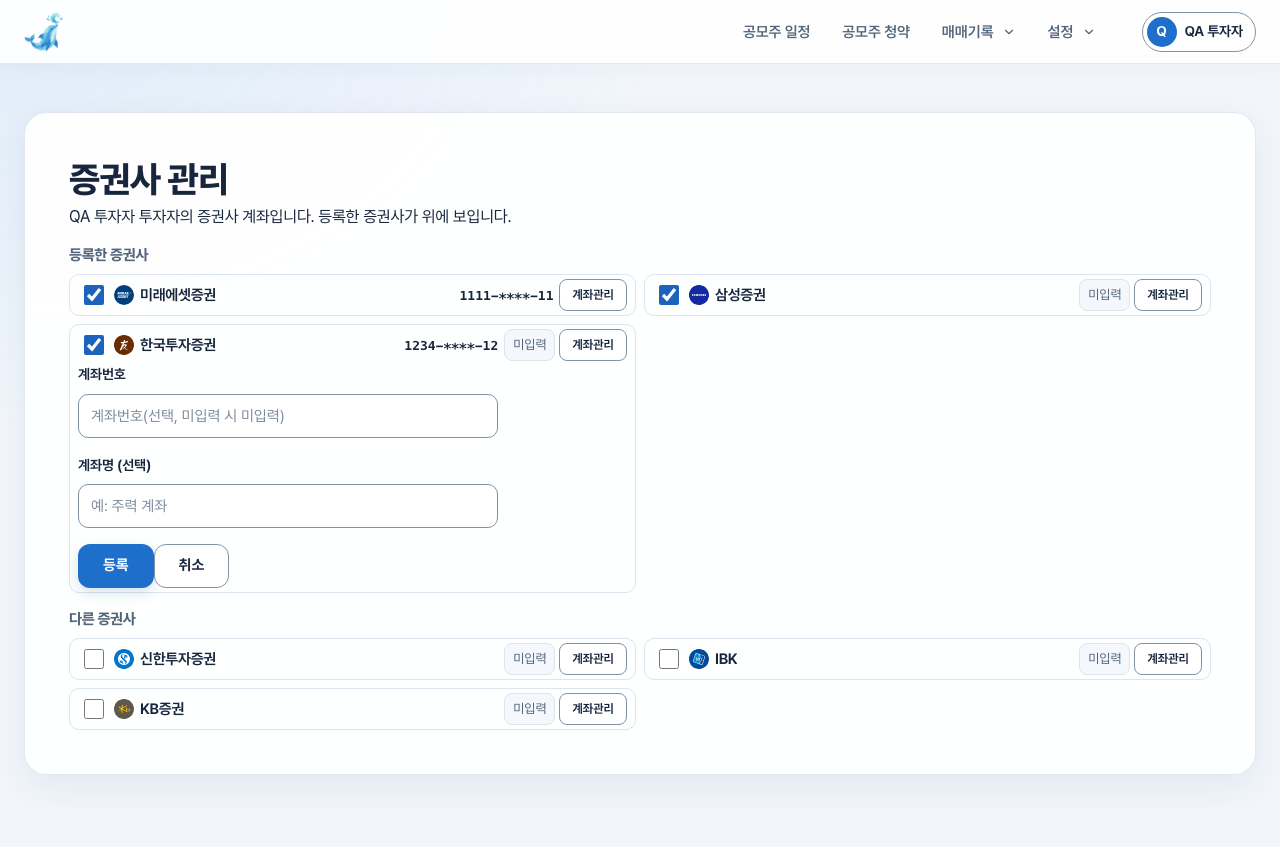 공모주 일정 공모주 청약 매매기록 설정 Q QA 투자자
증권사 관리
QA 투자자 투자자의 증권사 계좌입니다. 등록한 증권사가 위에 보입니다.
등록한 증권사
미래에셋증권 1111-****-11 계좌관리
삼성증권 미입력 계좌관리
한국투자증권 1234-****-12 미입력 계좌관리
계좌번호
계좌번호(선택, 미입력 시 미입력)
계좌명 (선택)
예: 주력 계좌
등록 취소
다른 증권사
신한투자증권 미입력 계좌관리
IBK 미입력 계좌관리
KB증권 미입력 계좌관리